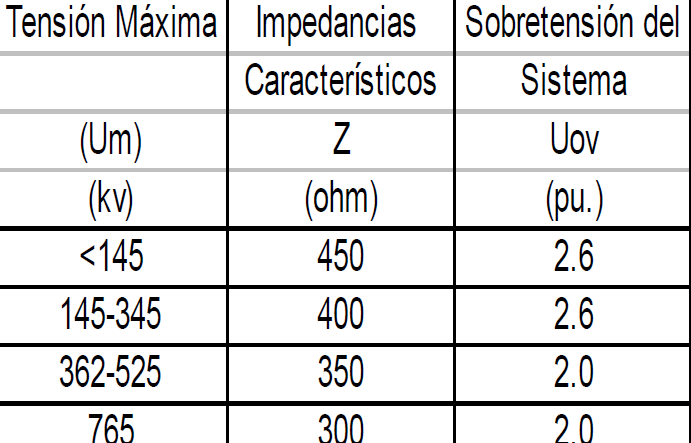 Tensión Máxima Impedancias Sobretensión del
Característicos Sistema
(Um) Z Uov
(kv) (ohm) (pu.)
<145 450 2.6
145-345 400 2.6
362-525 350 2.0
765 300 2.0